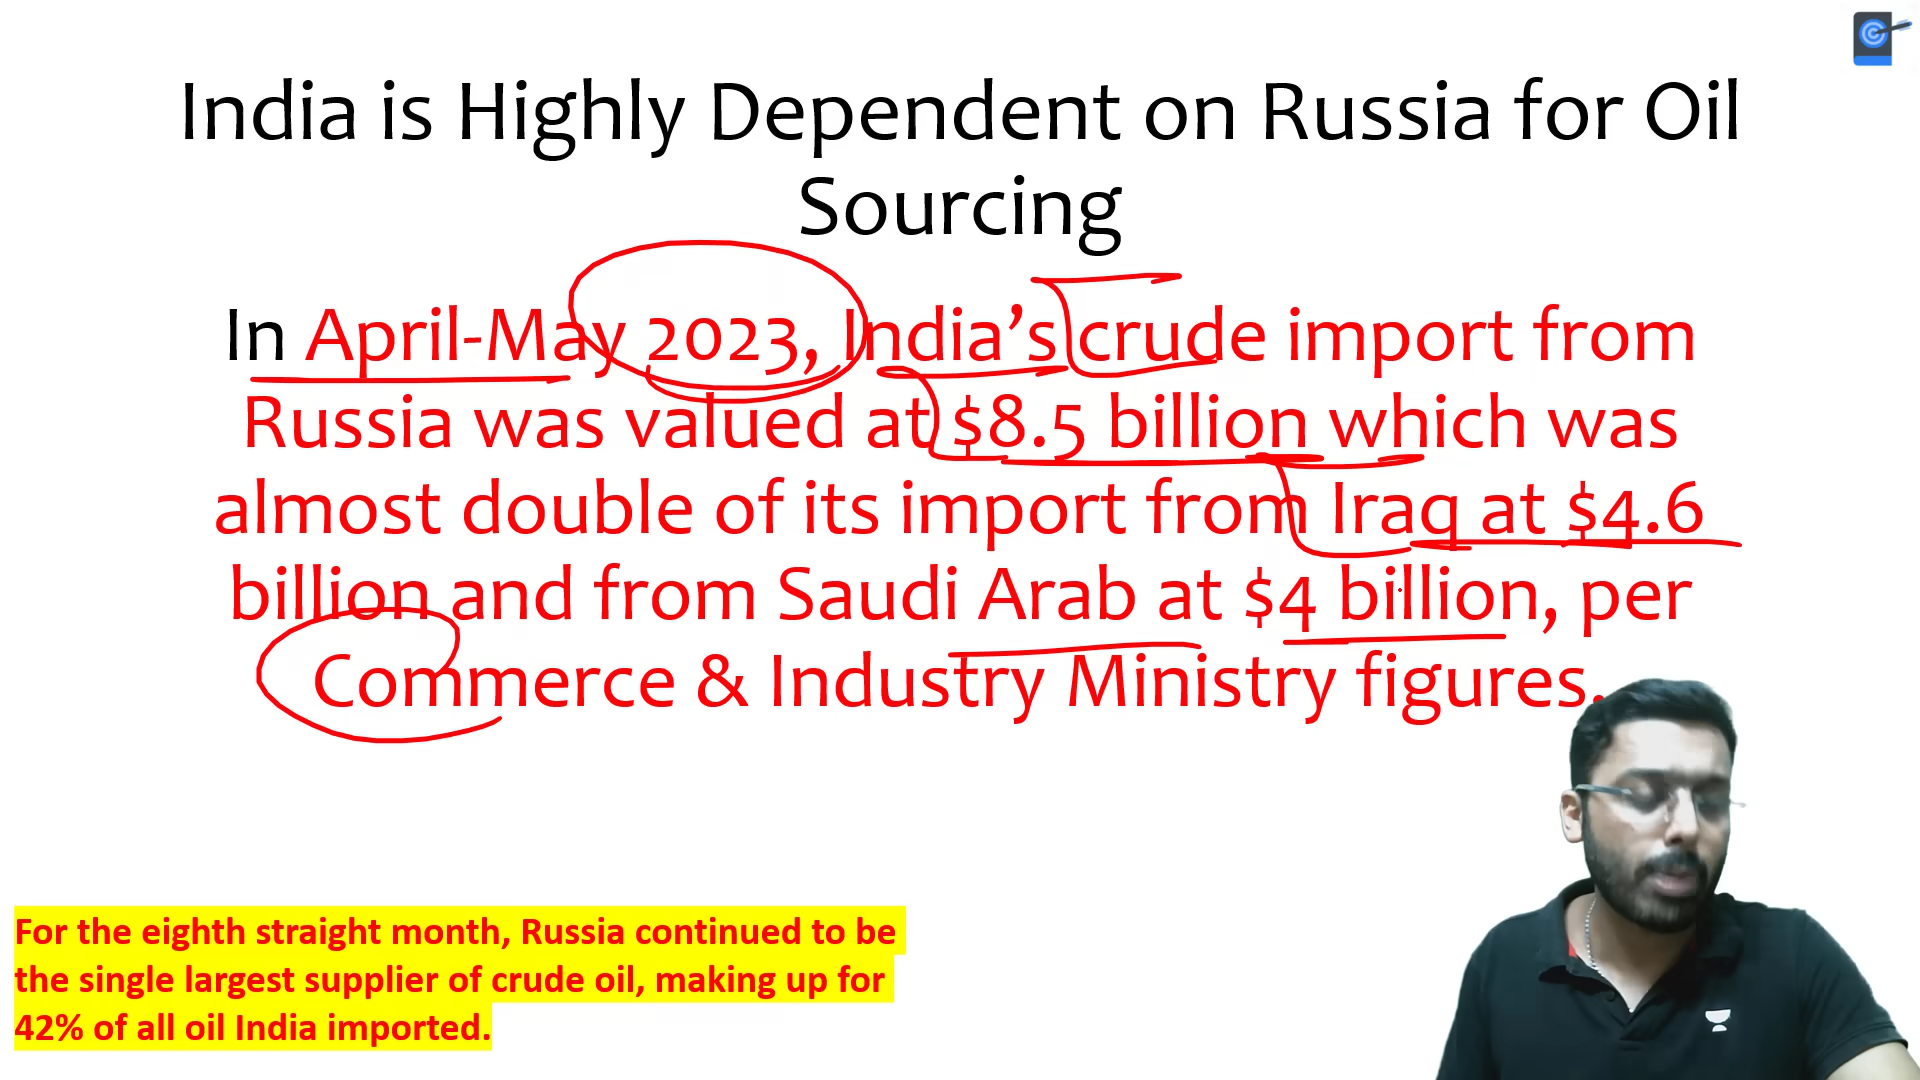 India is Highly Dependent on Russia for Oil
Sourcing
In April-May 2023, India’s crude import from
Russia was valued at $8.5 billion which was
almost double of its import from Iraq at $4.6
billion and from Saudi Arab at $4 billion, per
Commerce & Industry Ministry figures.
For the eighth straight month, Russia continued to be
the single largest supplier of crude oil, making up for
42% of all oil India imported.